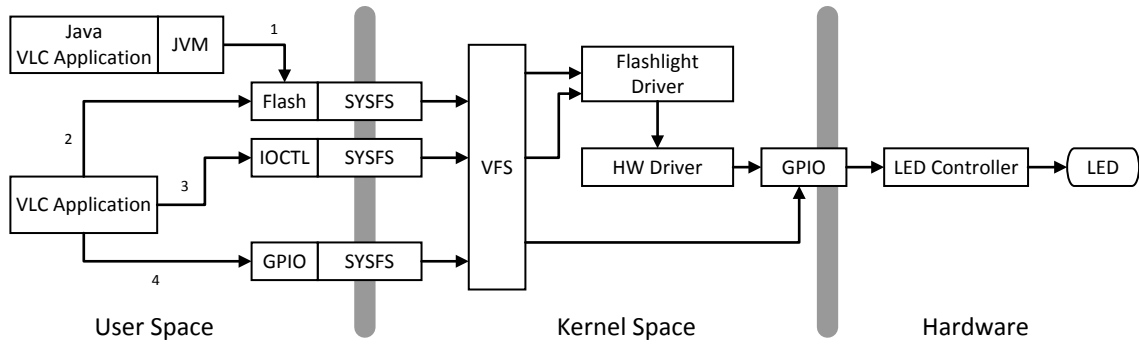 Java
VLC Application
JVM
1
Flash
SYSFS
2
IOCTL
SYSFS
VLC Application
3
GPIO
SYSFS
4
VFS
Flashlight
Driver
HW Driver
GPIO
LED Controller
LED
User Space
Kernel Space
Hardware